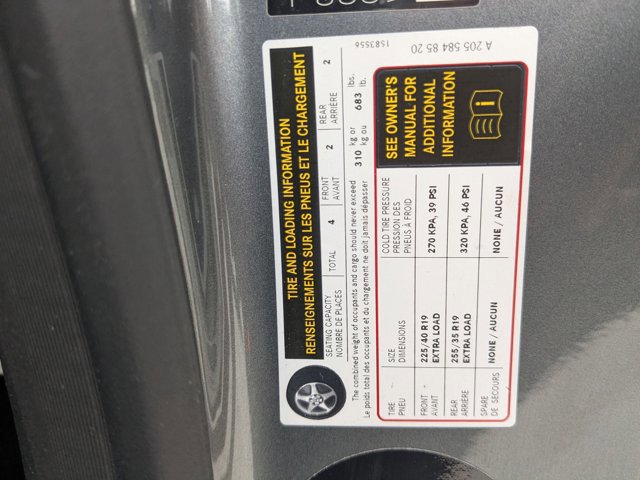 TIRE AND LOADING INFORMATION
RENSEIGNEMENTS SUR LES PNEUS ET LE CHARGEMENT
SEATING CAPACITY TOTAL 4 FRONT 2 REAR 2
NOMBRE DE PLACES AVANT ARRIÈRE
The combined weight of occupants and cargo should never exceed 310 kg or 683 lbs.
Le poids total des occupants et du chargement ne doit jamais dépasser kg ou lb.
TIRE SIZE COLD TIRE PRESSURE
PNEU DIMENSIONS PRESSION DES
PNEUS À FROID
FRONT 225/40 R19 270 KPA, 39 PSI
AVANT EXTRA LOAD
REAR 255/35 R19 320 KPA, 46 PSI
ARRIÈRE EXTRA LOAD
SPARE NONE / AUCUN NONE / AUCUN
DE SECOURS
SEE OWNER'S
MANUAL FOR
ADDITIONAL
INFORMATION
1583556
A 205 584 85 20